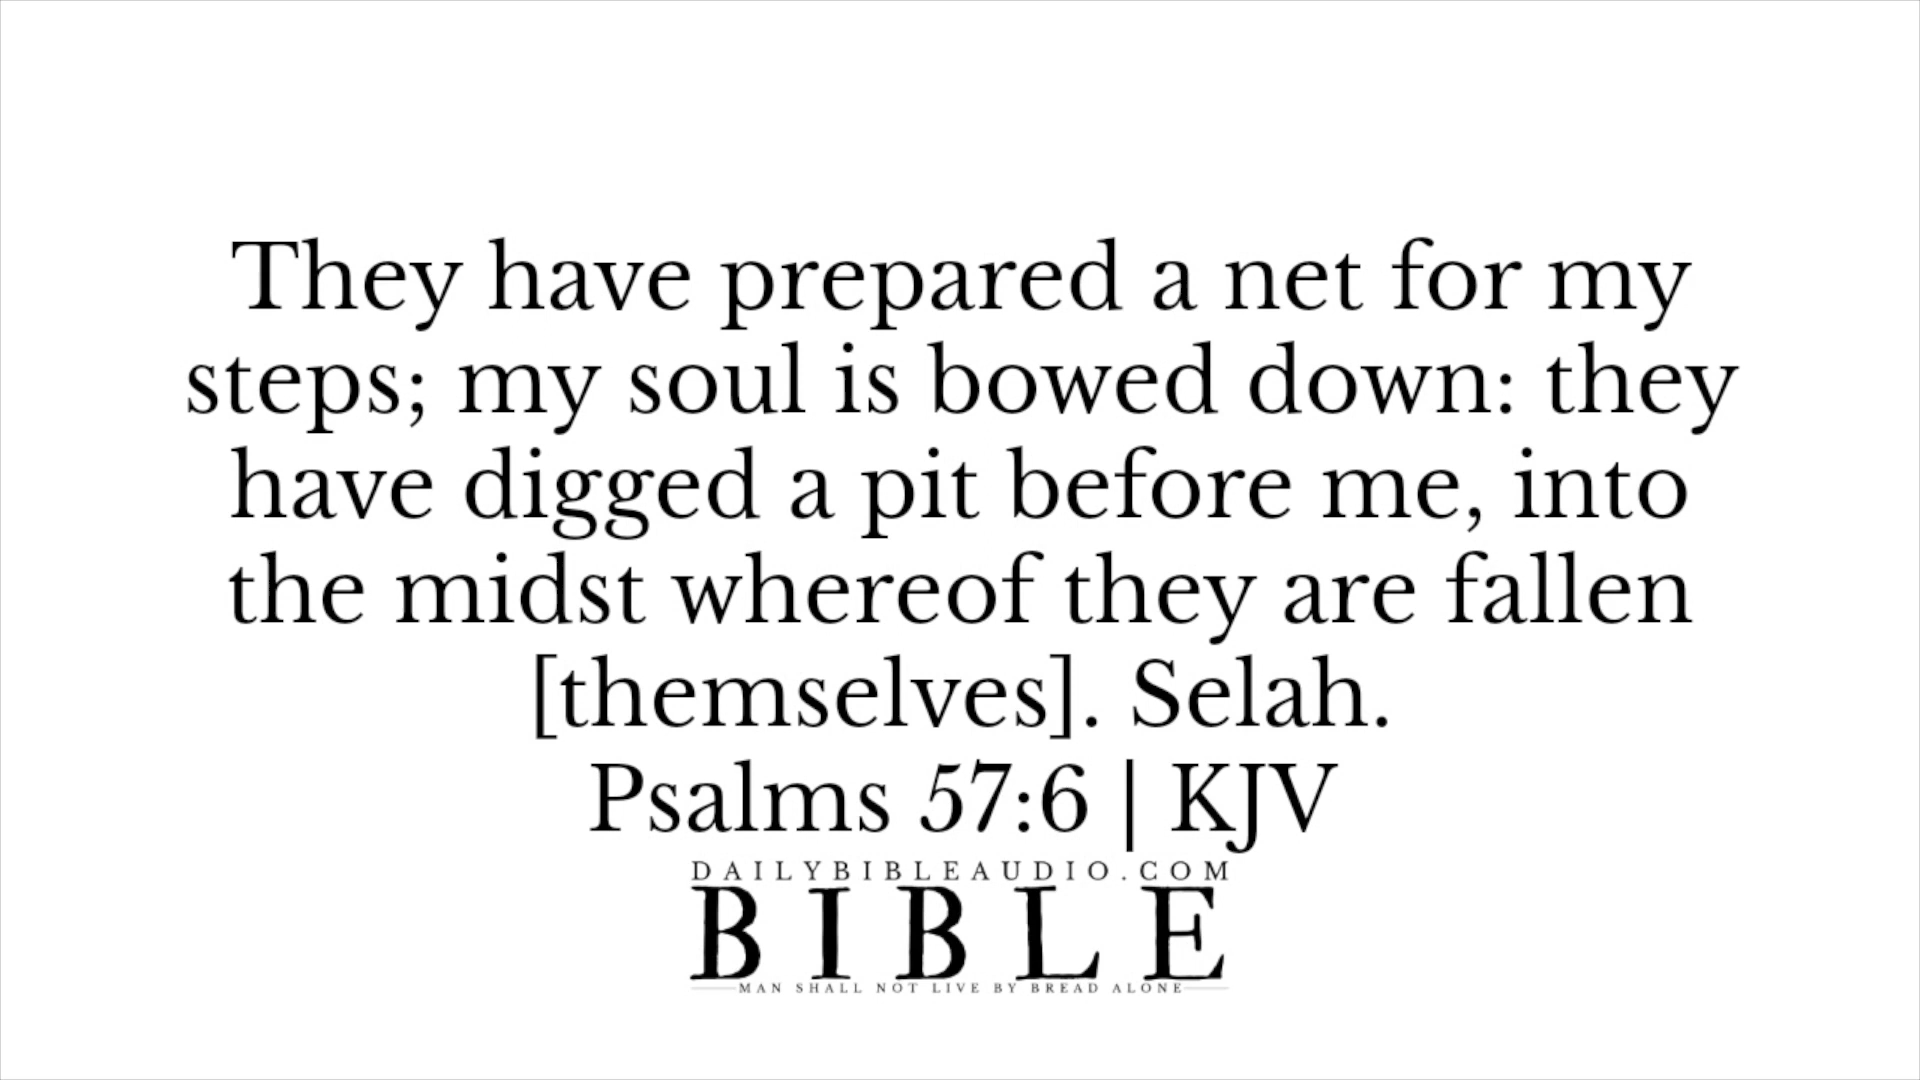 They have prepared a net for my
steps; my soul is bowed down: they
have digged a pit before me, into
the midst whereof they are fallen
[themselves]. Selah.
Psalms 57:6 | KJV
DAILYBIBLEAUDIO.COM
BIBLE
MAN SHALL NOT LIVE BY BREAD ALONE